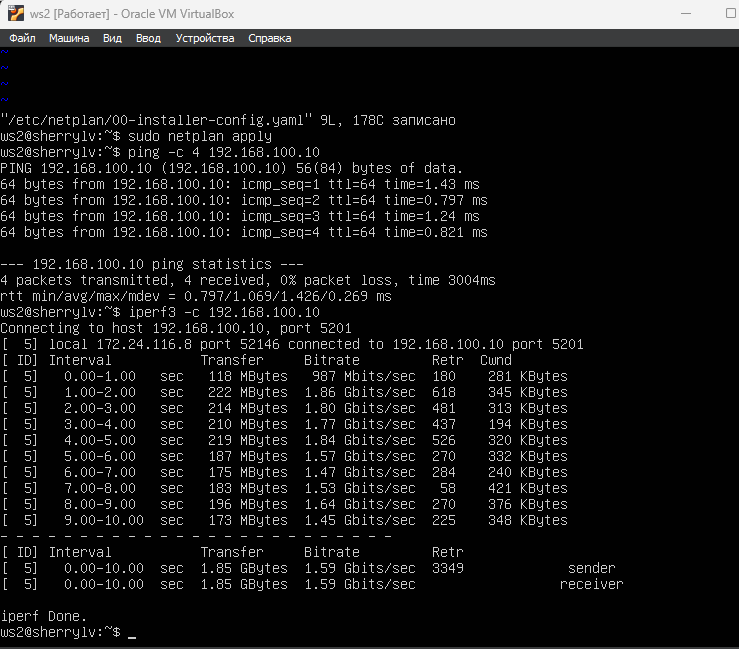 ws2 [Работает] - Oracle VM VirtualBox
Файл Машина Вид Ввод Устройства Справка
~
~
~
~
"/etc/netplan/00-installer-config.yaml" 9L, 178C записано
ws2@sherrylv:~$ sudo netplan apply
ws2@sherrylv:~$ ping -c 4 192.168.100.10
PING 192.168.100.10 (192.168.100.10) 56(84) bytes of data.
64 bytes from 192.168.100.10: icmp_seq=1 ttl=64 time=1.43 ms
64 bytes from 192.168.100.10: icmp_seq=2 ttl=64 time=0.797 ms
64 bytes from 192.168.100.10: icmp_seq=3 ttl=64 time=1.24 ms
64 bytes from 192.168.100.10: icmp_seq=4 ttl=64 time=0.821 ms
--- 192.168.100.10 ping statistics ---
4 packets transmitted, 4 received, 0% packet loss, time 3004ms
rtt min/avg/max/mdev = 0.797/1.069/1.426/0.269 ms
ws2@sherrylv:~$ iperf3 -c 192.168.100.10
Connecting to host 192.168.100.10, port 5201
[  5] local 172.24.116.8 port 52146 connected to 192.168.100.10 port 5201
[ ID] Interval           Transfer     Bitrate         Retr  Cwnd
[  5]   0.00-1.00   sec   118 MBytes   987 Mbits/sec  180    281 KBytes
[  5]   1.00-2.00   sec   222 MBytes  1.86 Gbits/sec  618    345 KBytes
[  5]   2.00-3.00   sec   214 MBytes  1.80 Gbits/sec  481    313 KBytes
[  5]   3.00-4.00   sec   210 MBytes  1.77 Gbits/sec  437    194 KBytes
[  5]   4.00-5.00   sec   219 MBytes  1.84 Gbits/sec  526    320 KBytes
[  5]   5.00-6.00   sec   187 MBytes  1.57 Gbits/sec  270    332 KBytes
[  5]   6.00-7.00   sec   175 MBytes  1.47 Gbits/sec  284    240 KBytes
[  5]   7.00-8.00   sec   183 MBytes  1.53 Gbits/sec   58    421 KBytes
[  5]   8.00-9.00   sec   196 MBytes  1.64 Gbits/sec  270    376 KBytes
[  5]   9.00-10.00  sec   173 MBytes  1.45 Gbits/sec  225    348 KBytes
- - - - - - - - - - - - - - - - - - - - - - - - -
[ ID] Interval           Transfer     Bitrate         Retr
[  5]   0.00-10.00  sec  1.85 GBytes  1.59 Gbits/sec  3349             sender
[  5]   0.00-10.00  sec  1.85 GBytes  1.59 Gbits/sec                  receiver
iperf Done.
ws2@sherrylv:~$ _